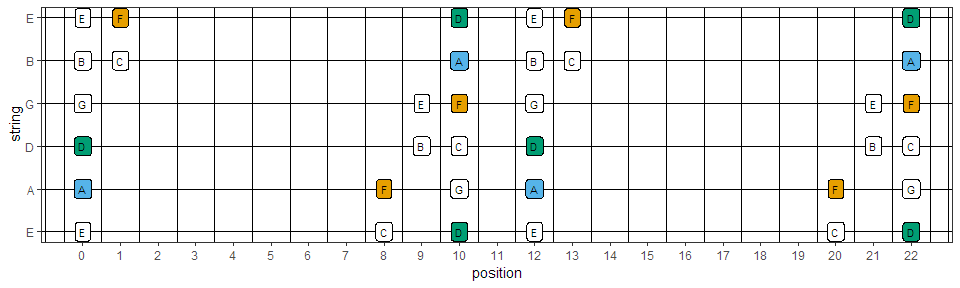 E E F D E F D
B B C A B C A
G G E F G E F
D D B C D B C
A A F G A F G
E E C D E C D
string
0 1 2 3 4 5 6 7 8 9 10 11 12 13 14 15 16 17 18 19 20 21 22
position